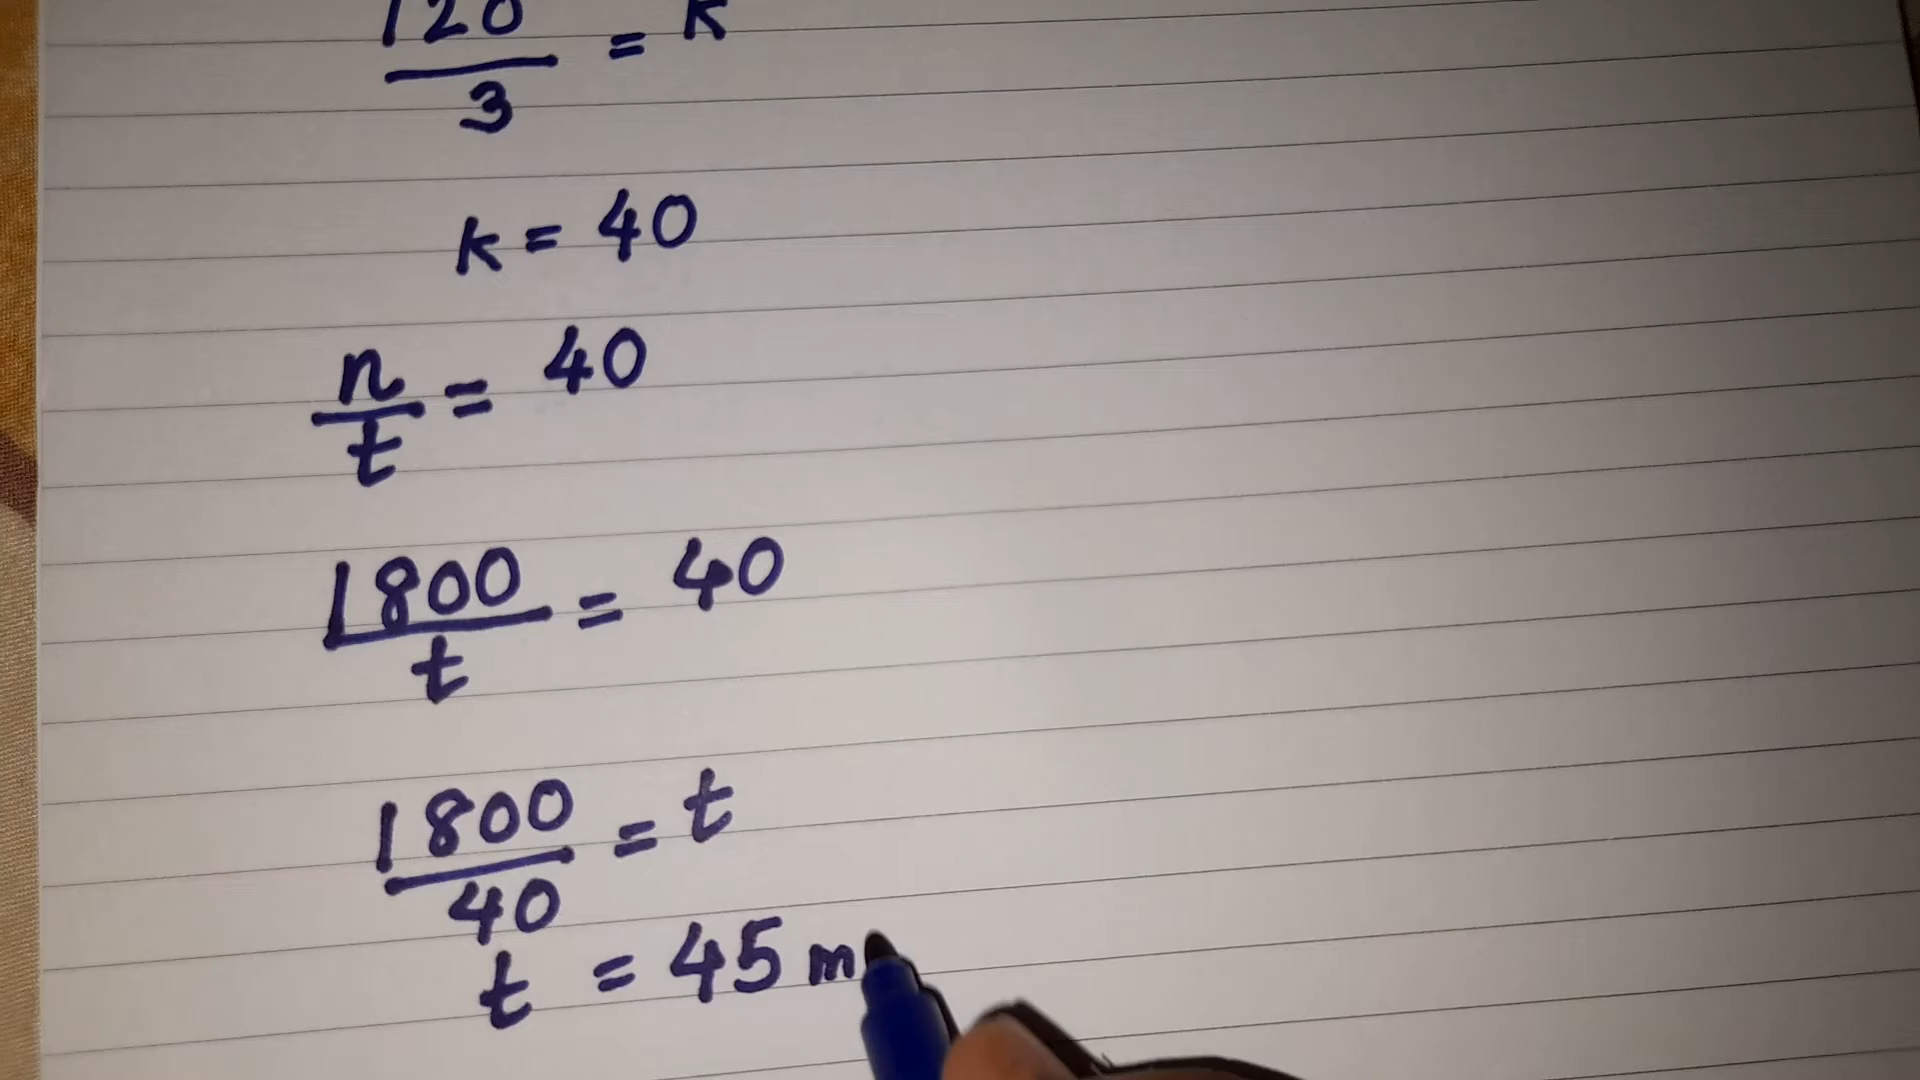 120/3 = k
k = 40
n/t = 40
1800/t = 40
1800/40 = t
t = 45 m